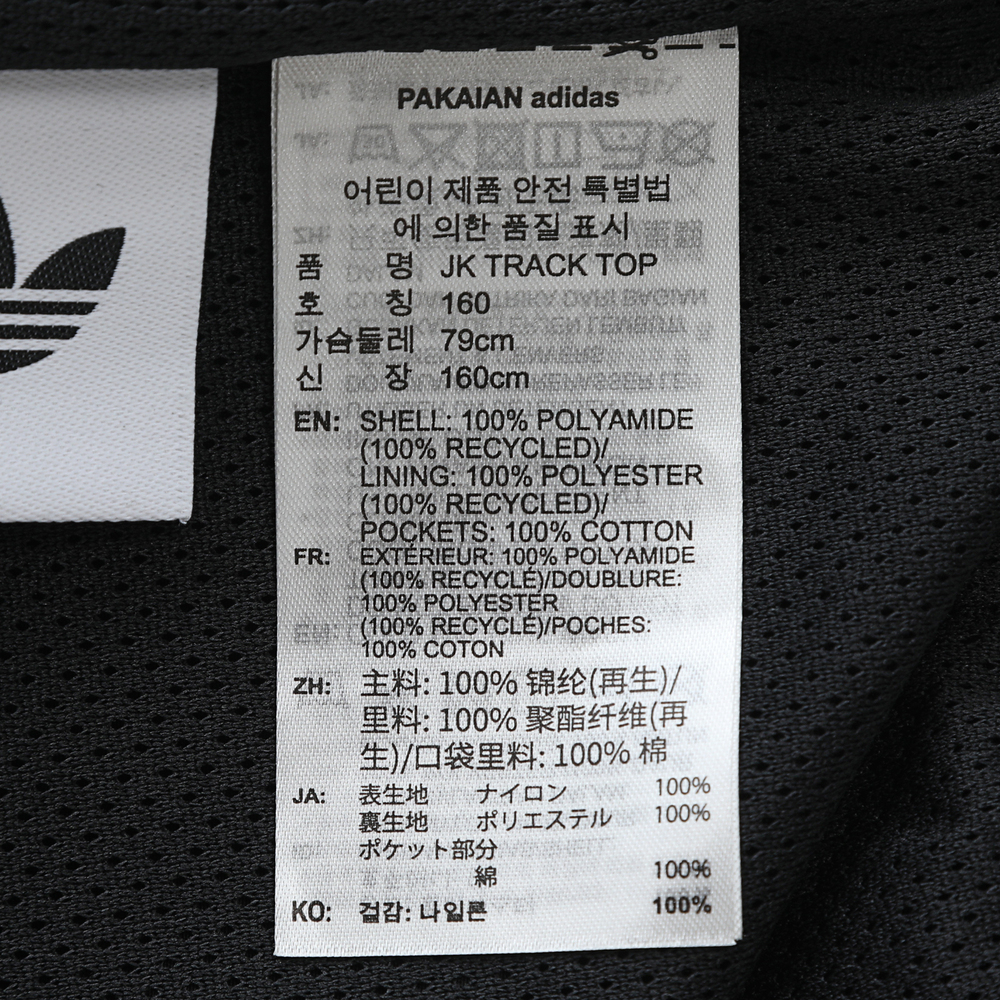 PAKAIAN adidas
어린이 제품 안전 특별법
에 의한 품질 표시
품 명 JK TRACK TOP
호 칭 160
가슴둘레 79cm
신 장 160cm
EN: SHELL: 100% POLYAMIDE
(100% RECYCLED)/
LINING: 100% POLYESTER
(100% RECYCLED)/
POCKETS: 100% COTTON
FR: EXTÉRIEUR: 100% POLYAMIDE
(100% RECYCLÉ)/DOUBLURE:
100% POLYESTER
(100% RECYCLÉ)/POCHES:
100% COTON
ZH: 主料: 100% 锦纶(再生)/
里料: 100% 聚酯纤维(再
生)/口袋里料: 100% 棉
JA: 表生地 ナイロン 100%
裏生地 ポリエステル 100%
ポケット部分
綿 100%
KO: 겉감: 나일론 100%